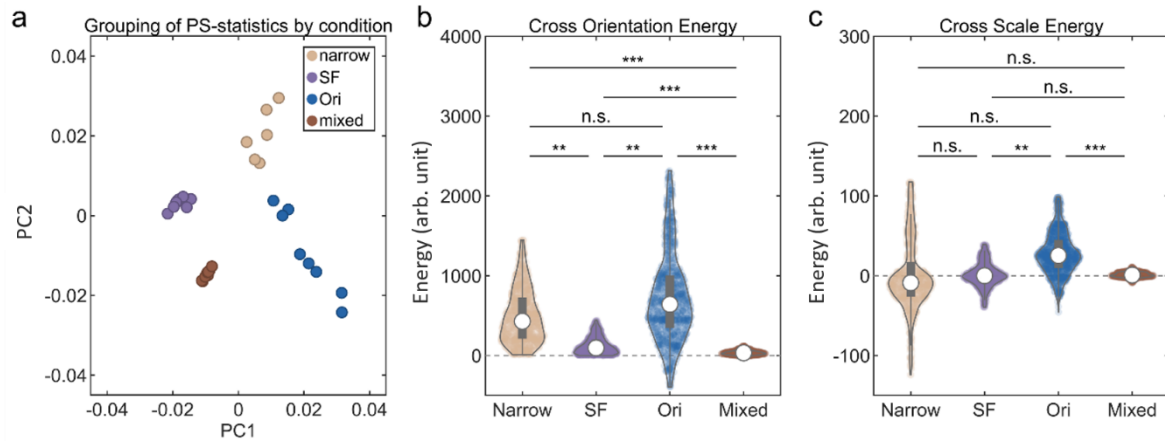 a
Grouping of PS-statistics by condition
0.04
0.02
0
-0.02
-0.04
PC2
-0.04
-0.02
0
0.02
0.04
PC1
narrow
SF
Ori
mixed
b
Cross Orientation Energy
4000
3000
2000
1000
0
Energy (arb. unit)
***
***
n.s.
**
**
***
Narrow
SF
Ori
Mixed
c
Cross Scale Energy
300
200
100
0
-100
Energy (arb. unit)
n.s.
n.s.
n.s.
n.s.
**
***
Narrow
SF
Ori
Mixed